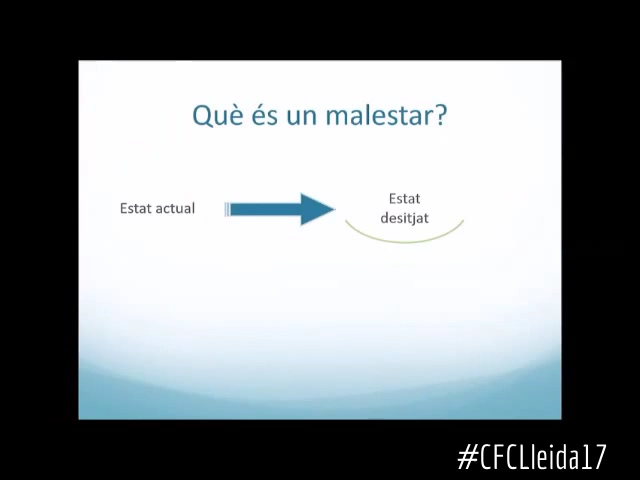 Què és un malestar?
Estat actual
Estat
desitjat
#CFCLleida17